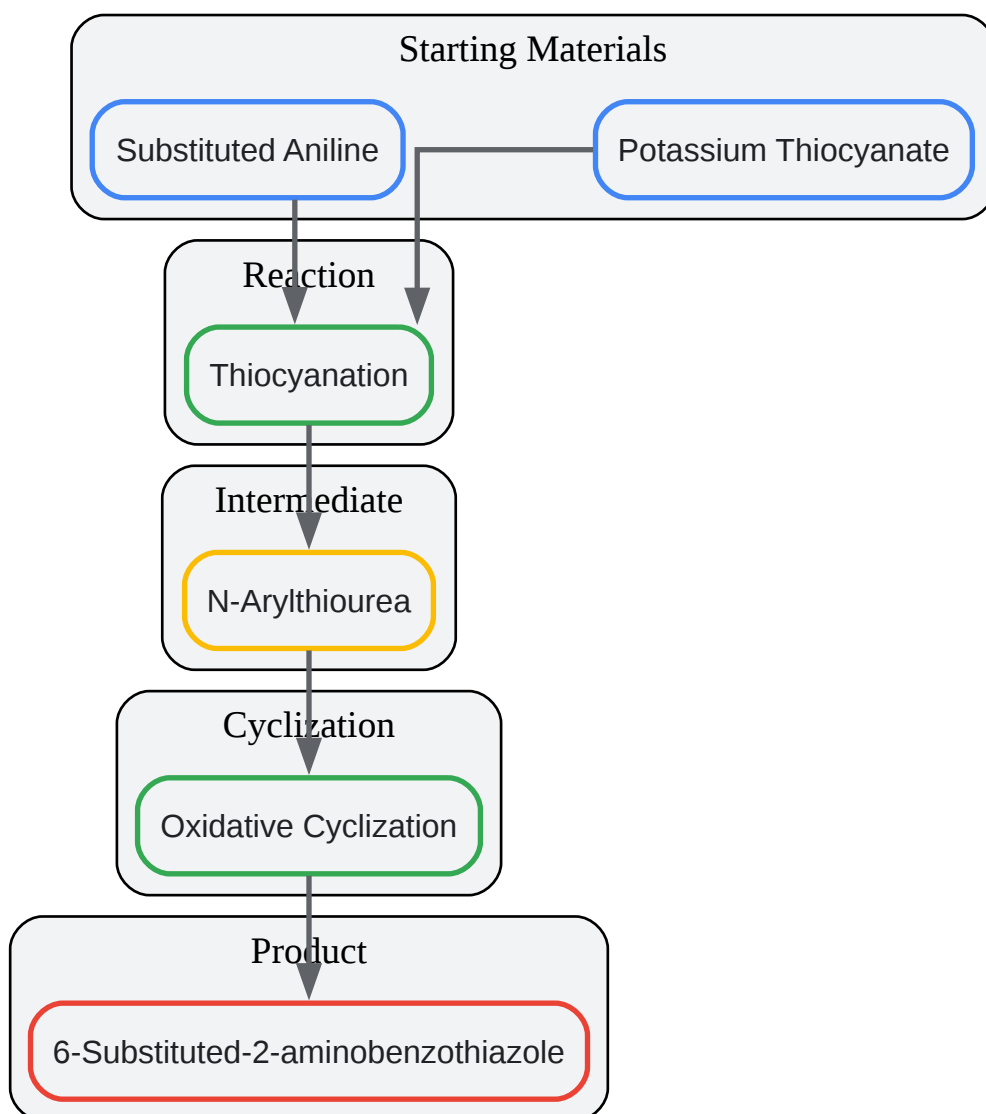 Starting Materials
Substituted Aniline
Potassium Thiocyanate
Reaction
Thiocyanation
Intermediate
N-Arylthiourea
Cyclization
Oxidative Cyclization
Product
6-Substituted-2-aminobenzothiazole